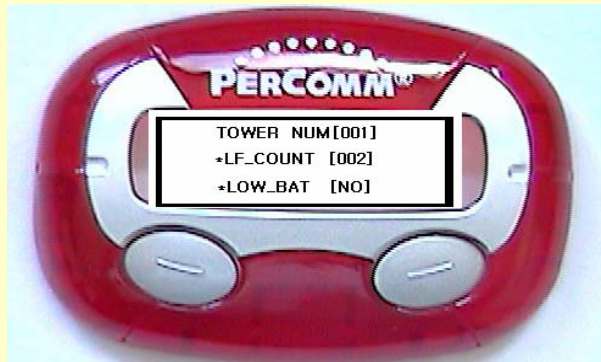 PERCOMM®
TOWER NUM[001]
*LF_COUNT [002]
*LOW_BAT [NO]